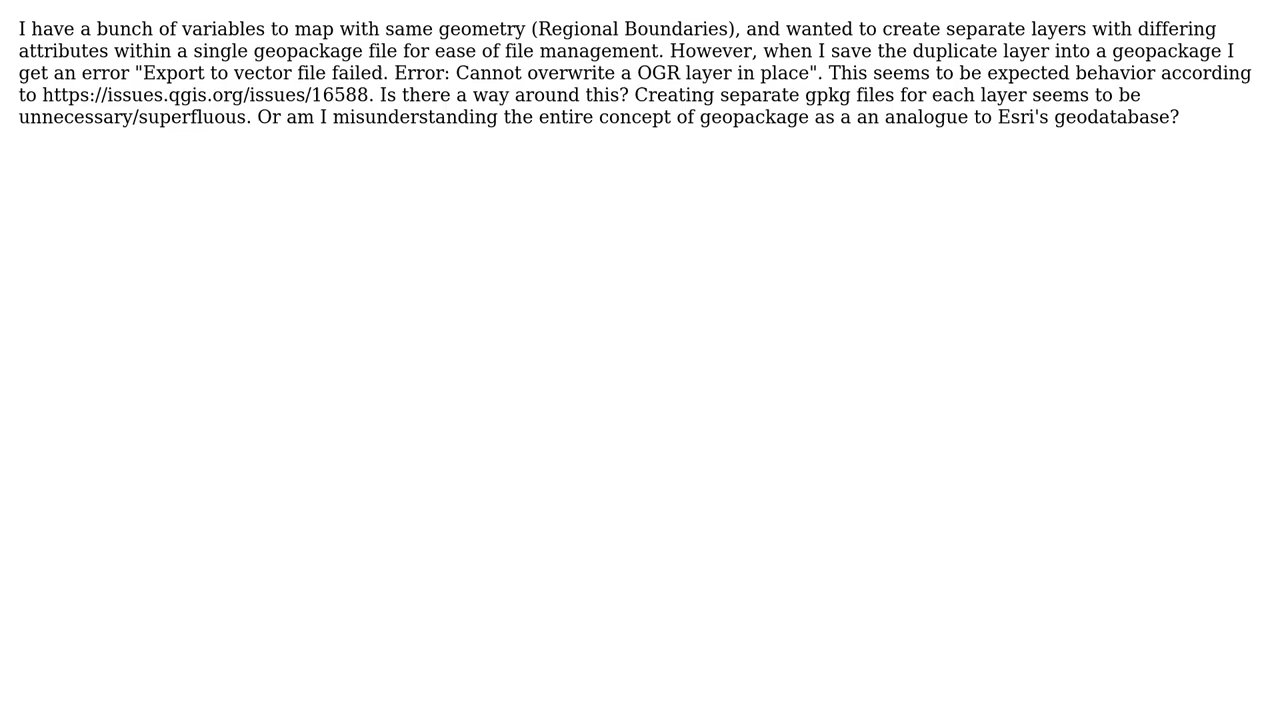 I have a bunch of variables to map with same geometry (Regional Boundaries), and wanted to create separate layers with differing
attributes within a single geopackage file for ease of file management. However, when I save the duplicate layer into a geopackage I
get an error "Export to vector file failed. Error: Cannot overwrite a OGR layer in place". This seems to be expected behavior according
to https://issues.qgis.org/issues/16588. Is there a way around this? Creating separate gpkg files for each layer seems to be
unnecessary/superfluous. Or am I misunderstanding the entire concept of geopackage as a an analogue to Esri's geodatabase?